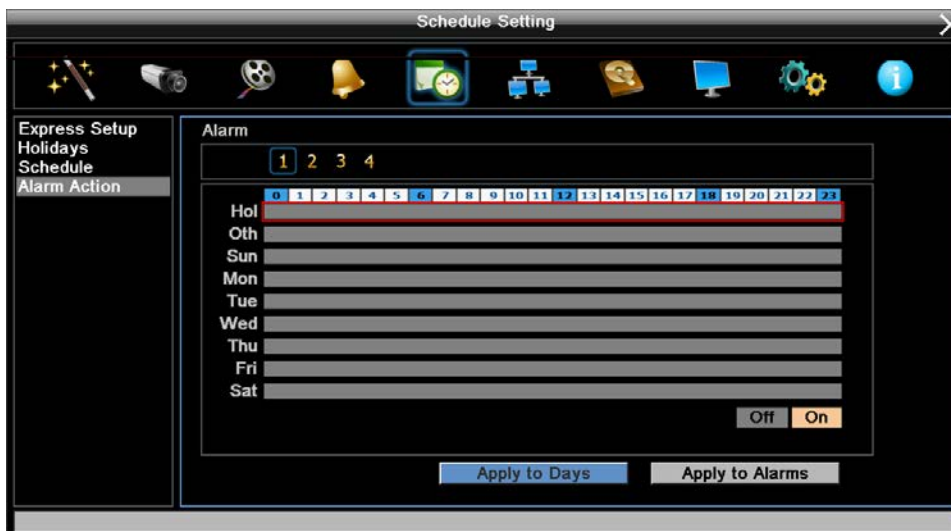 Schedule Setting
Express Setup
Holidays
Schedule
Alarm Action
Alarm
1 2 3 4
0 1 2 3 4 5 6 7 8 9 10 11 12 13 14 15 16 17 18 19 20 21 22 23
Hol
Oth
Sun
Mon
Tue
Wed
Thu
Fri
Sat
Off On
Apply to Days Apply to Alarms